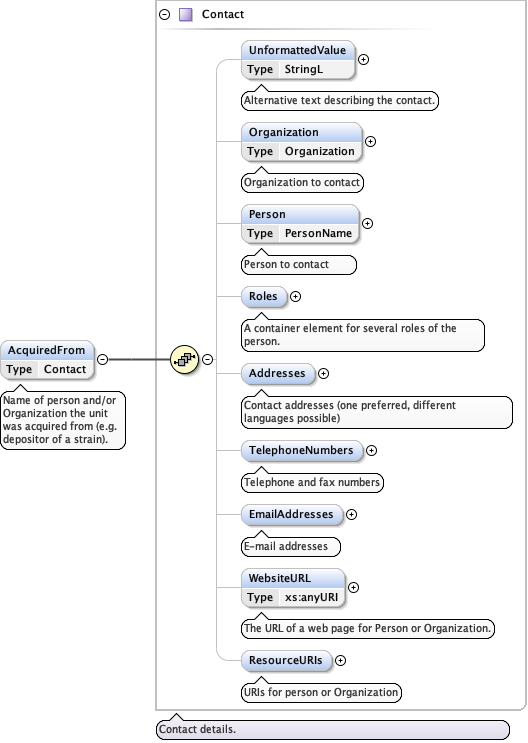 Contact
UnformattedValue
Type StringL
Alternative text describing the contact.
Organization
Type Organization
Organization to contact
Person
Type PersonName
Person to contact
Roles
A container element for several roles of the
person.
AcquiredFrom
Type Contact
Name of person and/or
Organization the unit
was acquired from (e.g.
depositor of a strain).
Addresses
Contact addresses (one preferred, different
languages possible)
TelephoneNumbers
Telephone and fax numbers
EmailAddresses
E-mail addresses
WebsiteURL
Type xs:anyURI
The URL of a web page for Person or Organization.
ResourceURIs
URIs for person or Organization
Contact details.